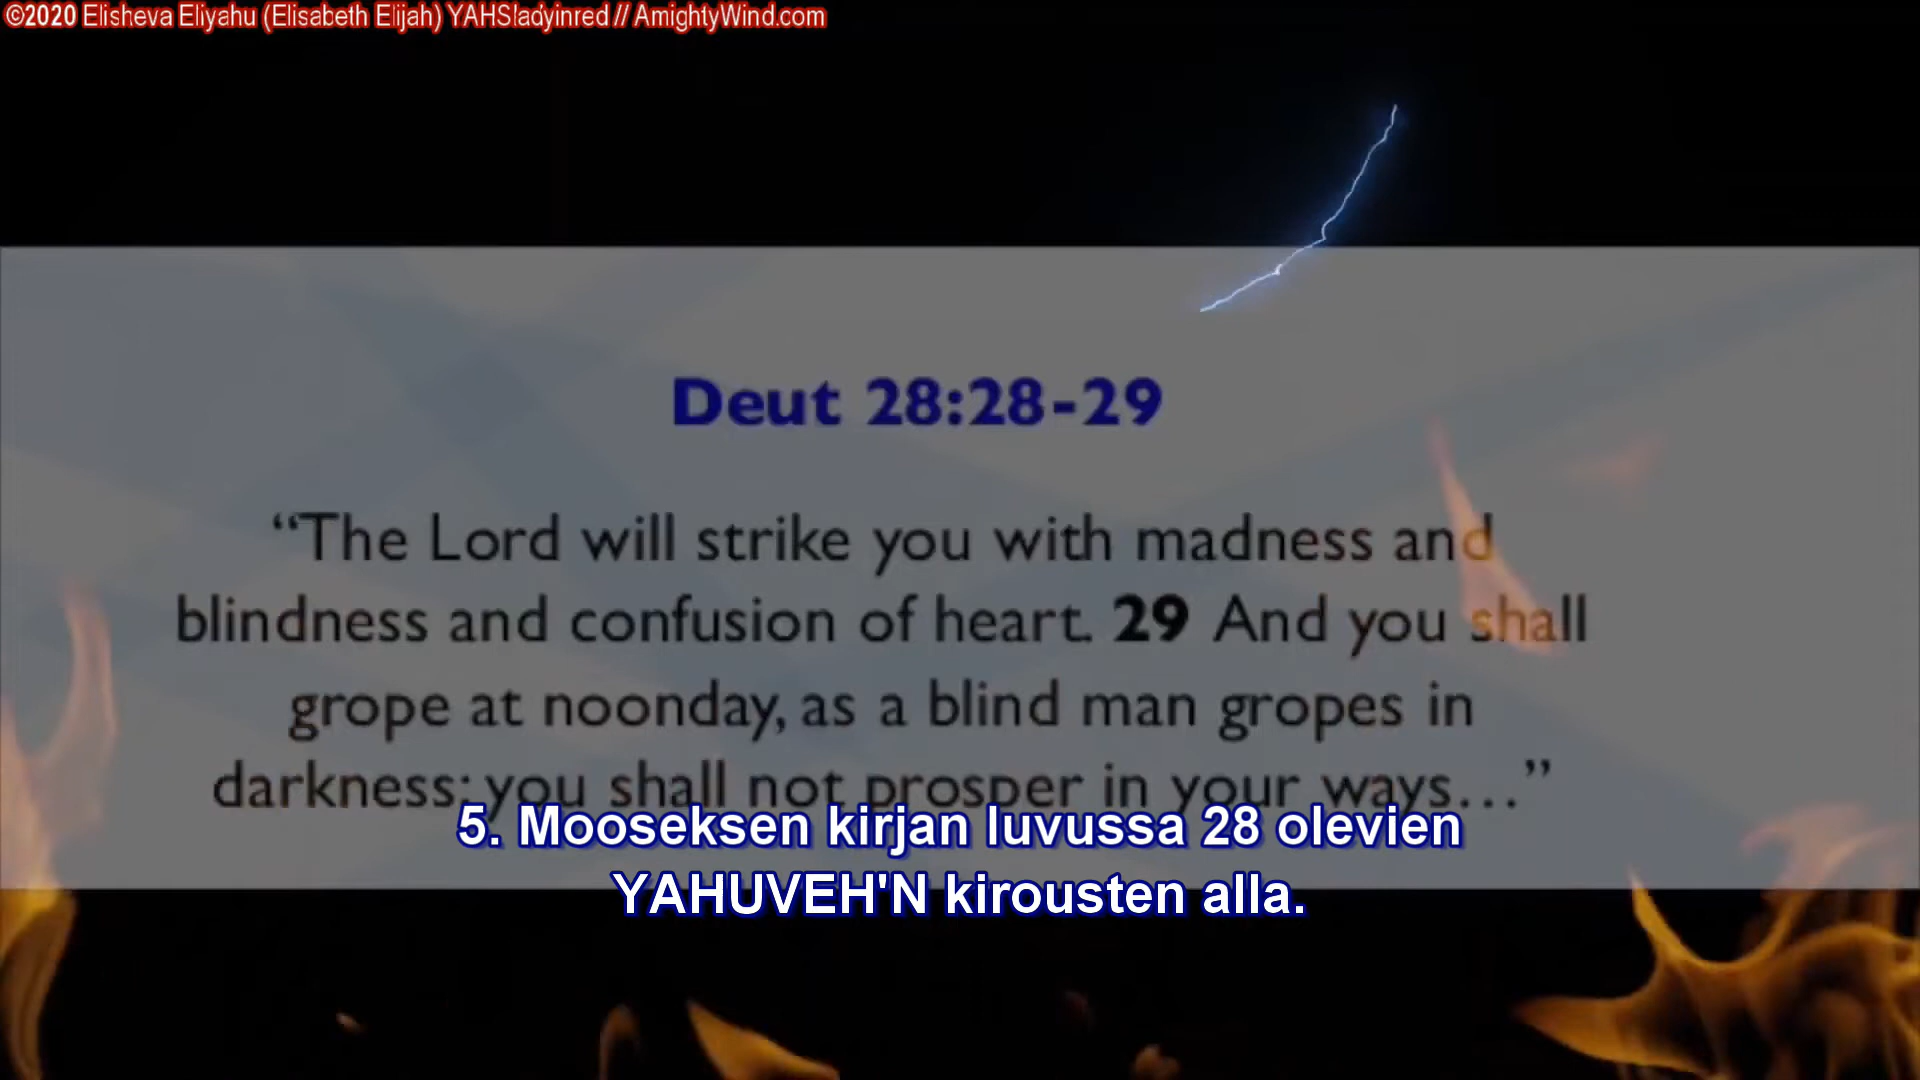 ©2020 Elisheva Eliyahu (Elisabeth Elijah) YAHSladyinred // AmightyWind.com
Deut 28:28-29
“The Lord will strike you with madness and
blindness and confusion of heart. 29 And you shall
grope at noonday, as a blind man gropes in
darkness; you shall not prosper in your ways…”
5. Mooseksen kirjan luvussa 28 olevien
YAHUVEH'N kirousten alla.